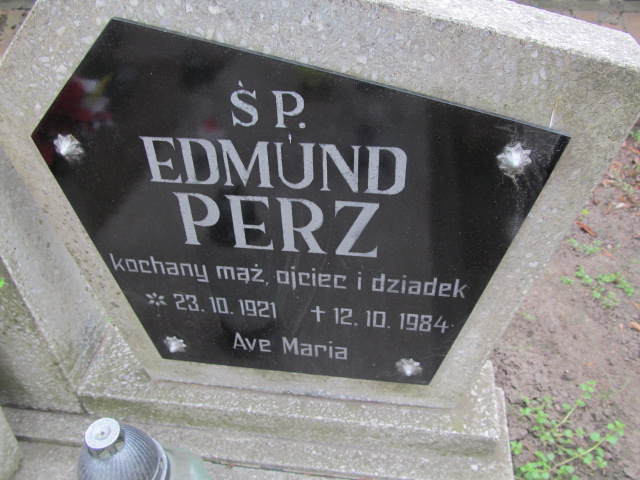 Ś P.
EDMUND
PERZ
kochany mąż, ojciec i dziadek
* 23. 10. 1921 † 12. 10. 1984
Ave Maria